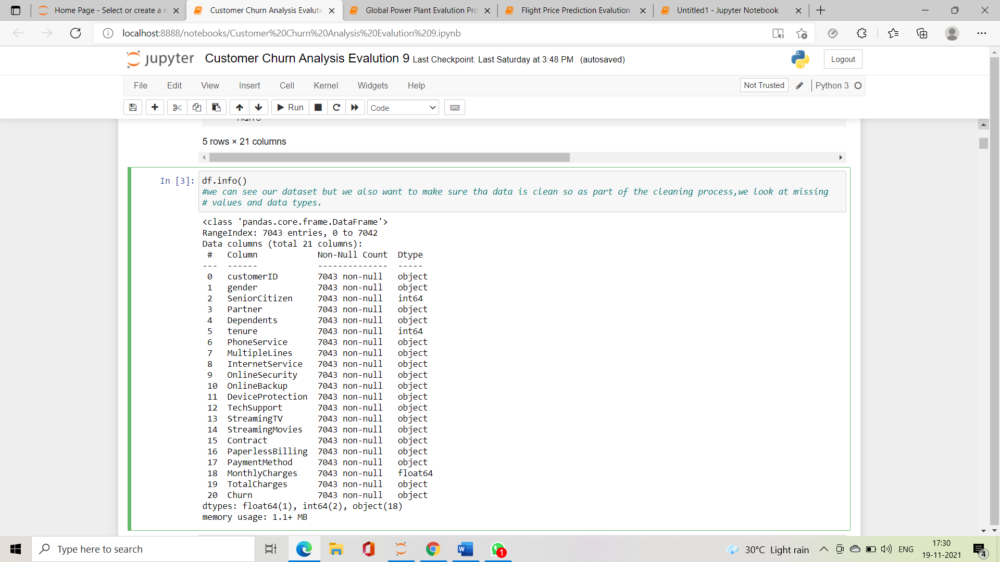 Home Page - Select or create a n
Customer Churn Analysis Evalutic
Global Power Plant Evalution Pro
Flight Price Prediction Evalution
Untitled1 - Jupyter Notebook
localhost:8888/notebooks/Customer%20Churn%20Analysis%20Evalution%209.ipynb
jupyter Customer Churn Analysis Evalution 9 Last Checkpoint: Last Saturday at 3:48 PM (autosaved)
Logout
File Edit View Insert Cell Kernel Widgets Help
Not Trusted
Python 3
Run
Code
5 rows × 21 columns
In [3]: df.info()
#we can see our dataset but we also want to make sure tha data is clean so as part of the cleaning process,we look at missing
# values and data types.
<class 'pandas.core.frame.DataFrame'>
RangeIndex: 7043 entries, 0 to 7042
Data columns (total 21 columns):
# Column Non-Null Count Dtype
--- ------ -------------- -----
0 customerID 7043 non-null object
1 gender 7043 non-null object
2 SeniorCitizen 7043 non-null int64
3 Partner 7043 non-null object
4 Dependents 7043 non-null object
5 tenure 7043 non-null int64
6 PhoneService 7043 non-null object
7 MultipleLines 7043 non-null object
8 InternetService 7043 non-null object
9 OnlineSecurity 7043 non-null object
10 OnlineBackup 7043 non-null object
11 DeviceProtection 7043 non-null object
12 TechSupport 7043 non-null object
13 StreamingTV 7043 non-null object
14 StreamingMovies 7043 non-null object
15 Contract 7043 non-null object
16 PaperlessBilling 7043 non-null object
17 PaymentMethod 7043 non-null object
18 MonthlyCharges 7043 non-null float64
19 TotalCharges 7043 non-null object
20 Churn 7043 non-null object
dtypes: float64(1), int64(2), object(18)
memory usage: 1.1+ MB
Type here to search
1
30°C Light rain
ENG
17:30
19-11-2021
4